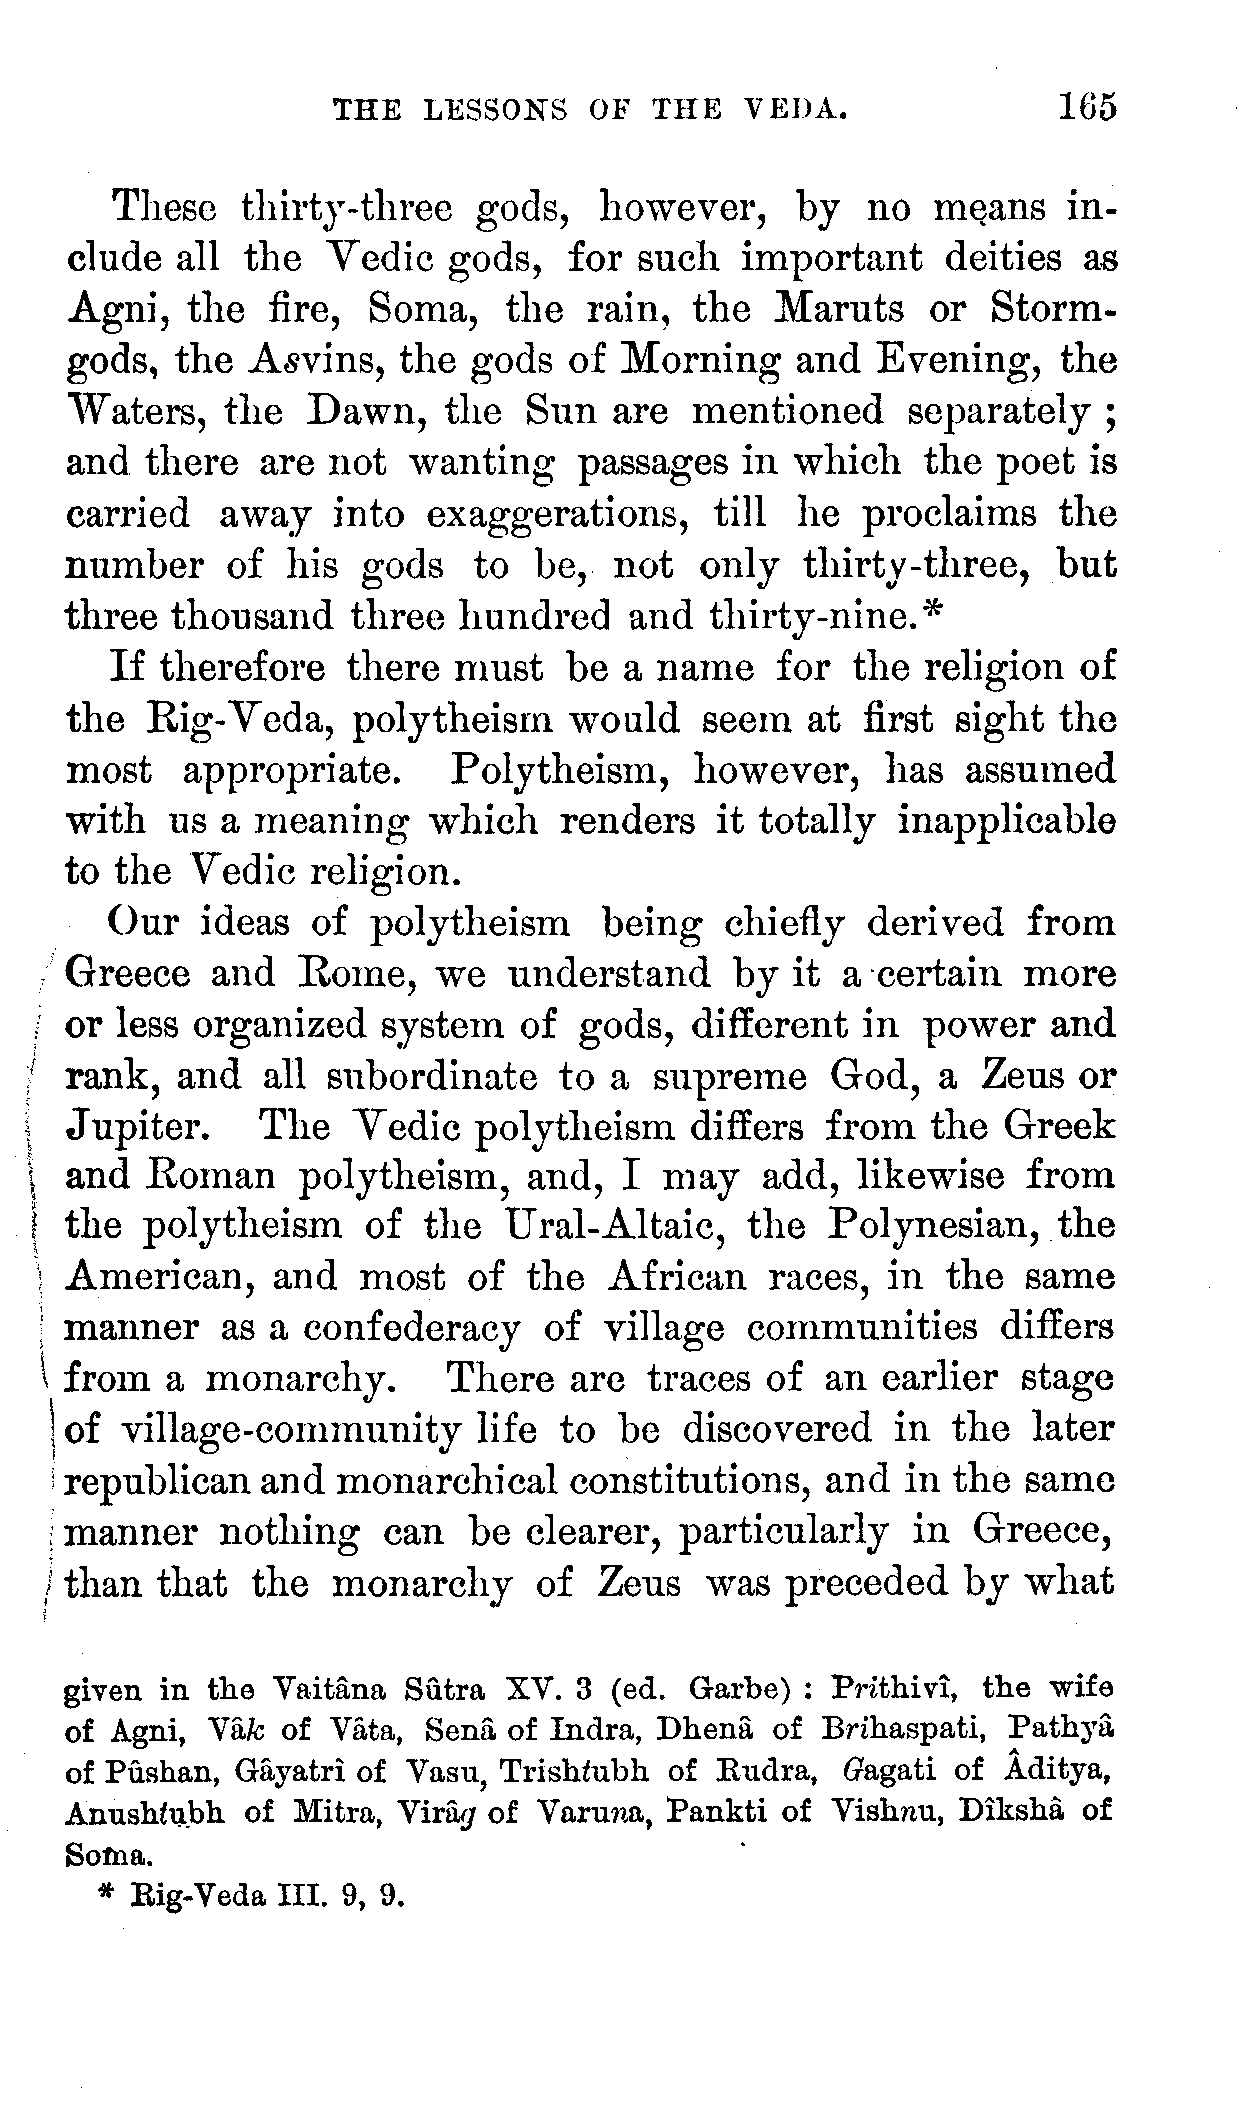 THE LESSONS OF THE VEDA. 165
These thirty-three gods, however, by no means in-
clude all the Vedic gods, for such important deities as
Agni, the fire, Soma, the rain, the Maruts or Storm-
gods, the Asvins, the gods of Morning and Evening, the
Waters, the Dawn, the Sun are mentioned separately ;
and there are not wanting passages in which the poet is
carried away into exaggerations, till he proclaims the
number of his gods to be, not only thirty-three, but
three thousand three hundred and thirty-nine.*
If therefore there must be a name for the religion of
the Rig-Veda, polytheism would seem at first sight the
most appropriate. Polytheism, however, has assumed
with us a meaning which renders it totally inapplicable
to the Vedic religion.
Our ideas of polytheism being chiefly derived from
Greece and Rome, we understand by it a certain more
or less organized system of gods, different in power and
rank, and all subordinate to a supreme God, a Zeus or
Jupiter. The Vedic polytheism differs from the Greek
and Roman polytheism, and, I may add, likewise from
the polytheism of the Ural-Altaic, the Polynesian, the
American, and most of the African races, in the same
manner as a confederacy of village communities differs
from a monarchy. There are traces of an earlier stage
of village-community life to be discovered in the later
republican and monarchical constitutions, and in the same
manner nothing can be clearer, particularly in Greece,
than that the monarchy of Zeus was preceded by what
given in the Vaitâna Sûtra XV. 3 (ed. Garbe) : Prithivî, the wife
of Agni, Vâk of Vâta, Senâ of Indra, Dhenâ of Brihaspati, Pathyâ
of Pûshan, Gâyatrî of Vasu, Trishtubh of Rudra, Gagati of Âditya,
Anushtubh of Mitra, Virâg of Varuna, Pankti of Vishnu, Dîkshâ of
Soma.
* Rig-Veda III. 9, 9.